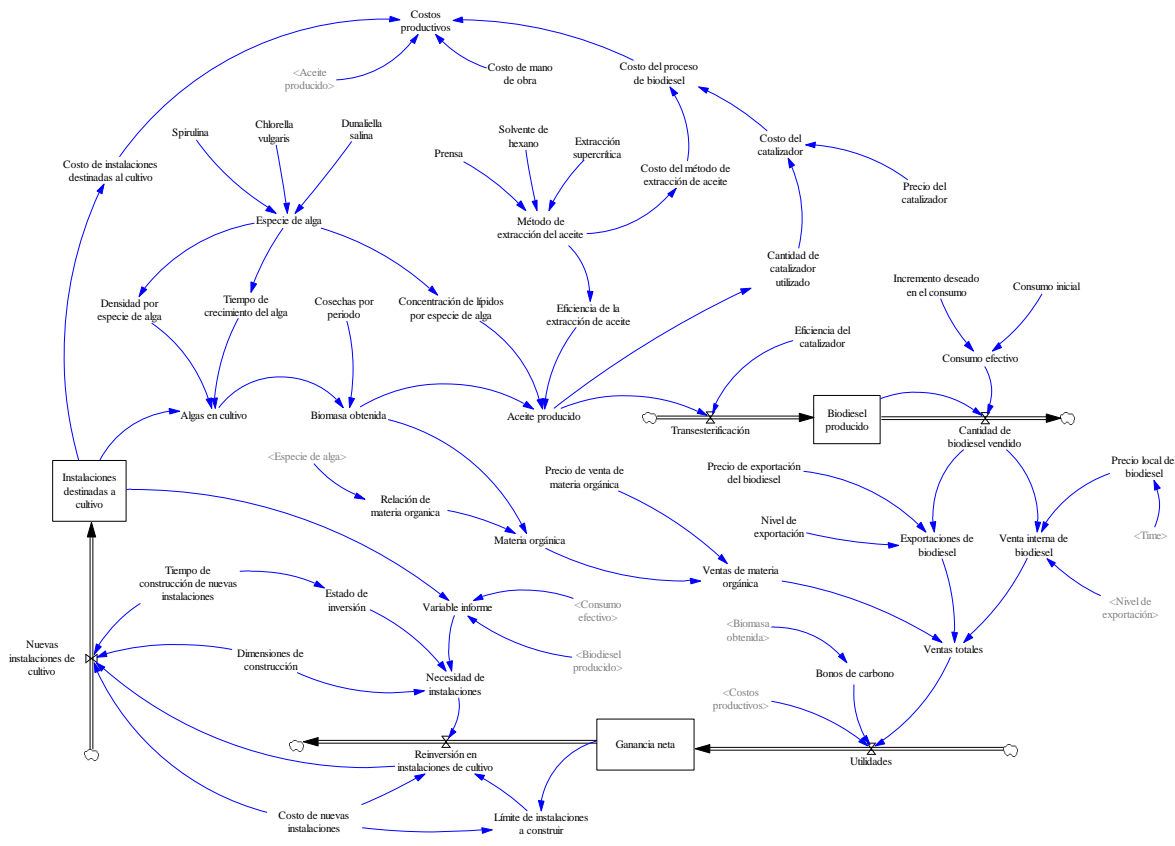 Costos
productivos
<Aceite
producido>
Costo de mano
de obra
Costo del proceso
de biodiesel
Spirulina
Chlorella
vulgaris
Dunaliella
salina
Solvente de
hexano
Extracción
supercrítica
Prensa
Costo del
catalizador
Costo de instalaciones
destinadas al cultivo
Costo del método de
extracción de aceite
Precio del
catalizador
Especie de alga
Método de
extracción del aceite
Cantidad de
catalizador
utilizado
Incremento deseado
en el consumo
Consumo inicial
Densidad por
especie de alga
Tiempo de
crecimiento del alga
Cosechas por
periodo
Concentración de lípidos
por especie de alga
Eficiencia de la
extracción de aceite
Eficiencia del
catalizador
Consumo efectivo
Algas en cultivo
Biomasa obtenida
Aceite producido
Transesterificación
Biodiesel
producido
Cantidad de
biodiesel vendido
Instalaciones
destinadas a
cultivo
<Especie de alga>
Relación de
materia organica
Precio de venta de
materia orgánica
Precio de exportación
del biodiesel
Precio local de
biodiesel
Nivel de
exportación
Materia orgánica
Exportaciones de
biodiesel
Venta interna de
biodiesel
<Time>
Tiempo de
construcción de nuevas
instalaciones
Estado de
inversión
Variable informe
<Consumo
efectivo>
Ventas de materia
orgánica
<Nivel de
exportación>
<Biomasa
obtenida>
Ventas totales
Nuevas
instalaciones de
cultivo
Dimensiones de
construcción
Necesidad de
instalaciones
<Biodiesel
producido>
Bonos de carbono
<Costos
productivos>
Reinversión en
instalaciones de cultivo
Ganancia neta
Utilidades
Costo de nuevas
instalaciones
Límite de instalaciones
a construir